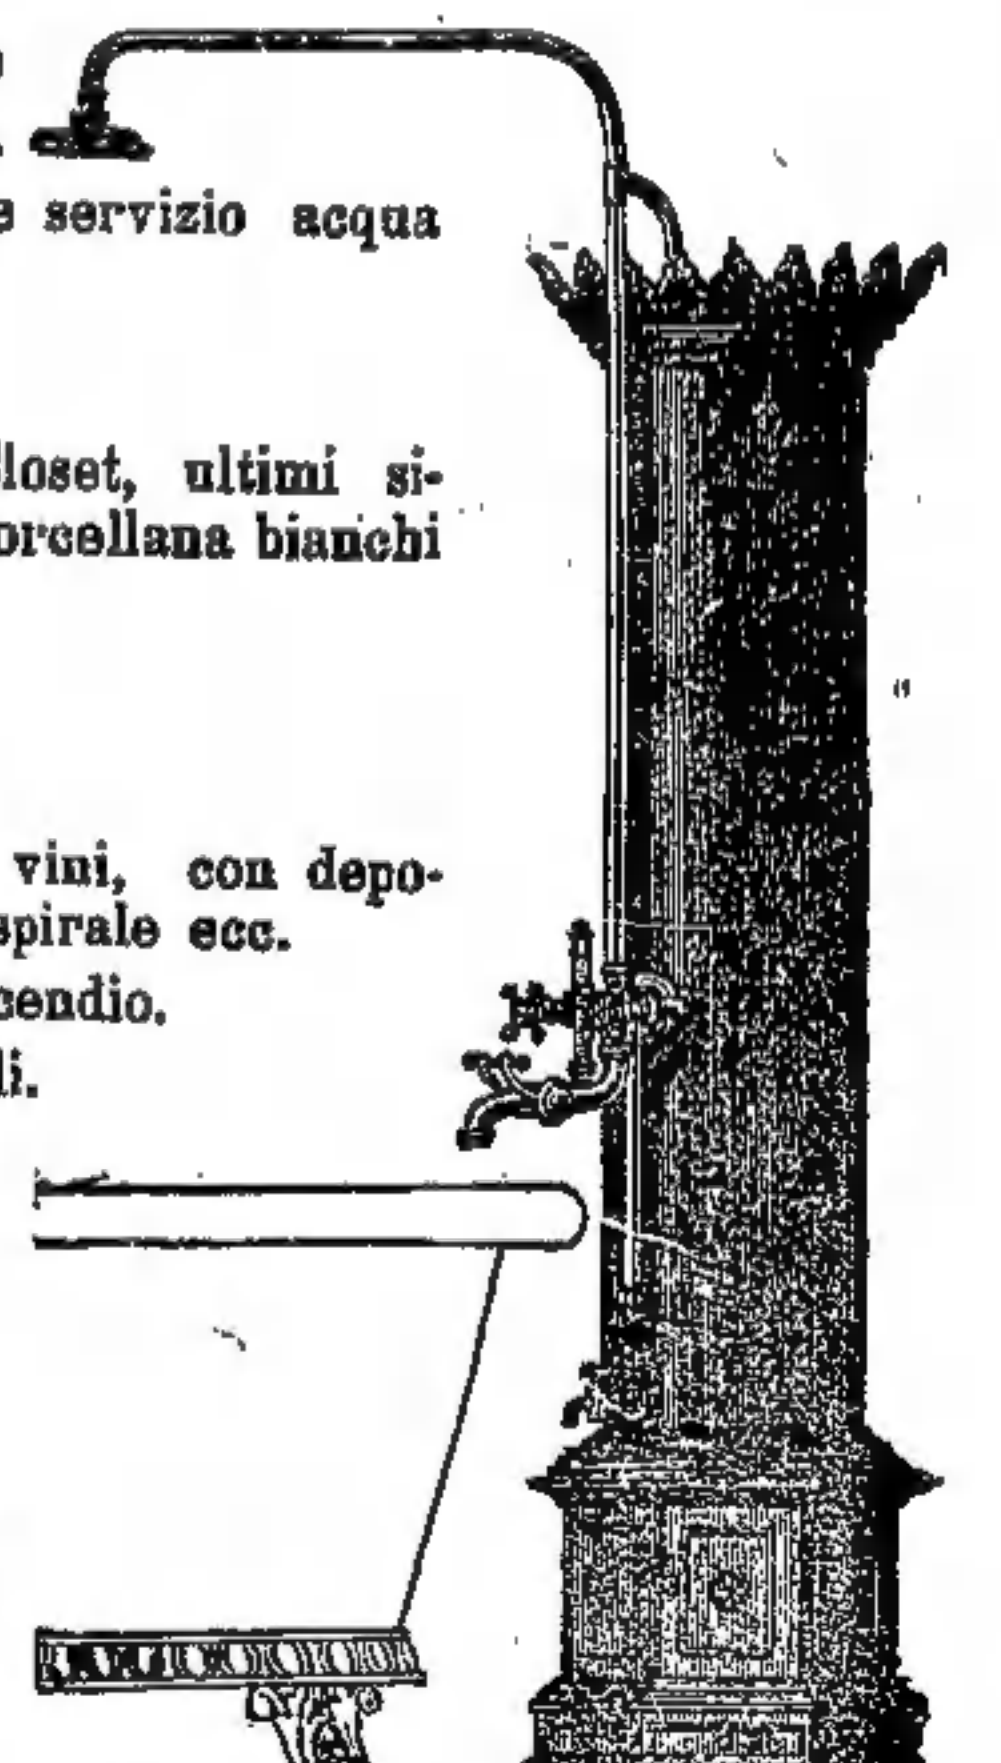 servizio acqua
loset, ultimi si-
orcellana bianchi
vini, con depo-
spirale ecc.
cendio.
li.